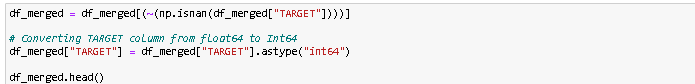 df_merged = df_merged[(~(np.isnan(df_merged["TARGET"])))]
# Converting TARGET column from float64 to Int64
df_merged["TARGET"] = df_merged["TARGET"].astype("int64")
df_merged.head()